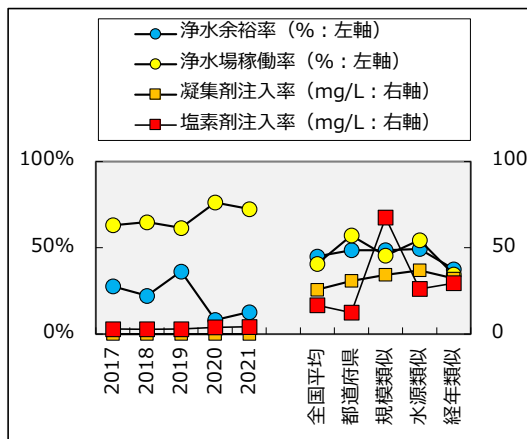 浄水余裕率（%：左軸）
浄水場稼働率（%：左軸）
凝集剤注入率（mg/L：右軸）
塩素剤注入率（mg/L：右軸）
100%
50%
0%
100
50
0
2017
2018
2019
2020
2021
全国平均
都道府県
規模類似
水源類似
経年類似